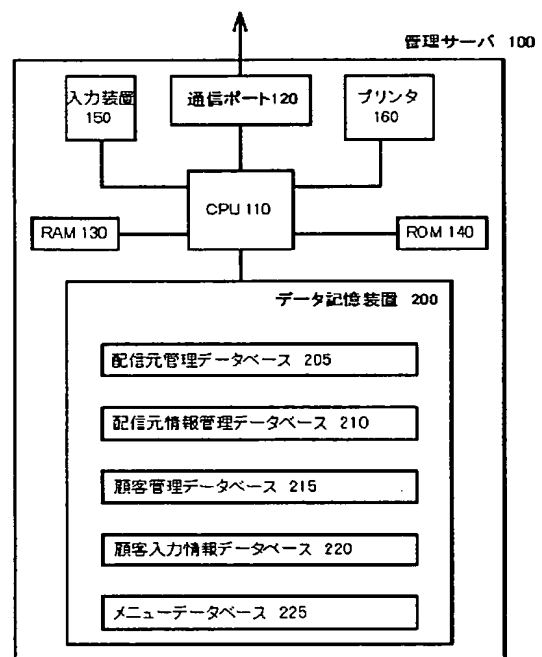 管理サーバ 100
入力装置
150
通信ポート120
プリンタ
160
CPU 110
RAM 130
ROM 140
データ記憶装置 200
配信元管理データベース 205
配信元情報管理データベース 210
顧客管理データベース 215
顧客入力情報データベース 220
メニューデータベース 225